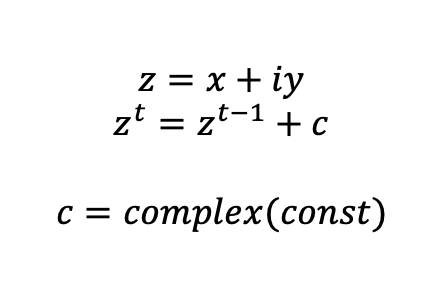 z = x + iy
z^t = z^{t-1} + c
c = complex(const)